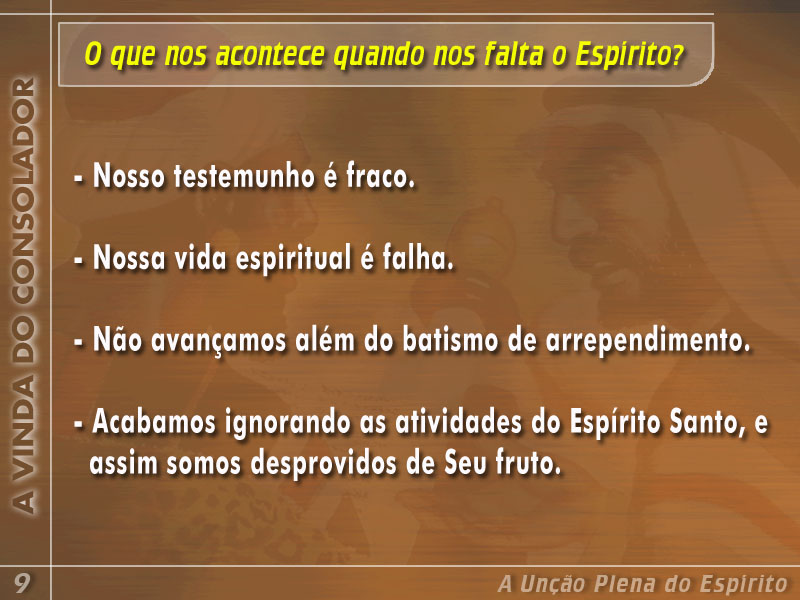 O que nos acontece quando nos falta o Espírito?
A VINDA DO CONSOLADOR
- Nosso testemunho é fraco.
- Nossa vida espiritual é falha.
- Não avançamos além do batismo de arrependimento.
- Acabamos ignorando as atividades do Espírito Santo, e
assim somos desprovidos de Seu fruto.
9
A Unção Plena do Espírito